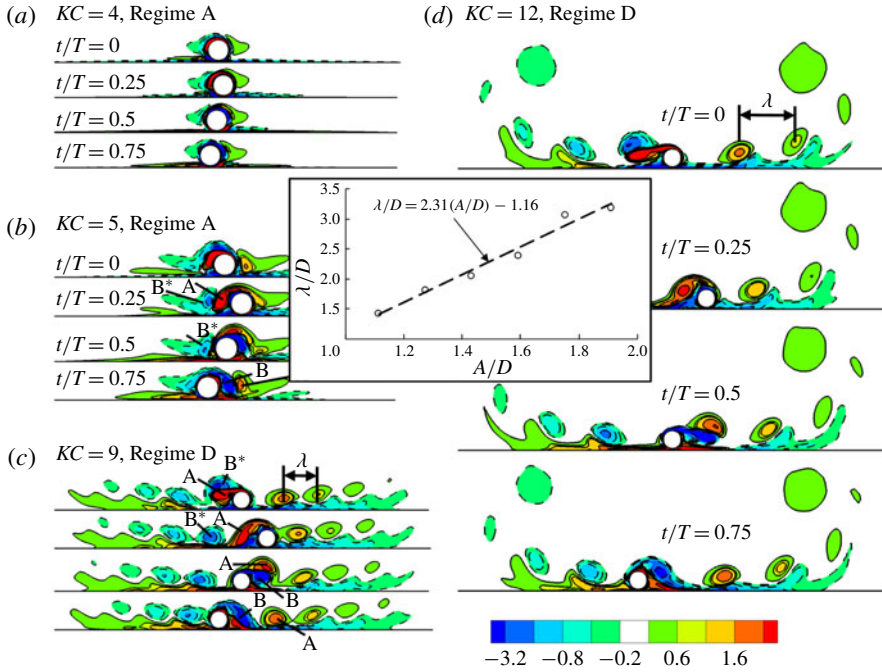 (a) KC = 4, Regime A
t/T = 0
t/T = 0.25
t/T = 0.5
t/T = 0.75
(b) KC = 5, Regime A
t/T = 0
B* A
t/T = 0.25
B*
t/T = 0.5
t/T = 0.75
B
(c) KC = 9, Regime D
A B* λ
B* A
A
B B
A
(d) KC = 12, Regime D
t/T = 0
λ
t/T = 0.25
t/T = 0.5
t/T = 0.75
3.5
3.0
2.5
2.0
1.5
λ/D
λ/D = 2.31(A/D) − 1.16
1.0 1.2 1.4 1.6 1.8 2.0
A/D
−3.2 −0.8 −0.2 0.6 1.6